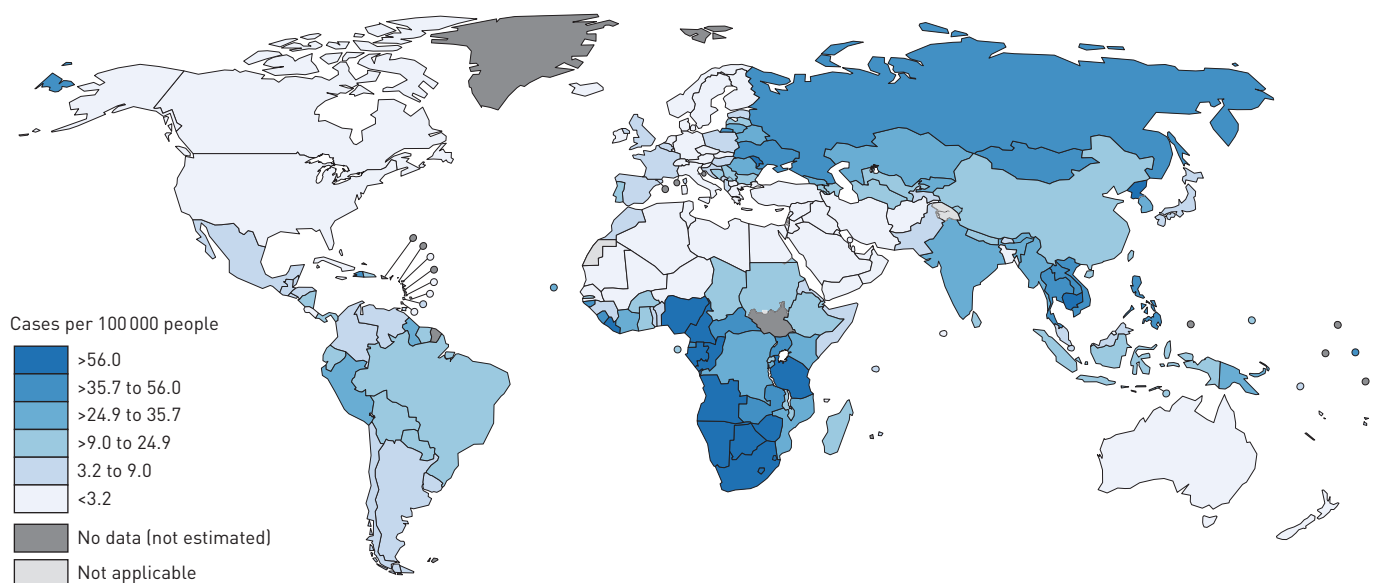 Cases per 100 000 people
>56.0
>35.7 to 56.0
>24.9 to 35.7
>9.0 to 24.9
3.2 to 9.0
<3.2
No data (not estimated)
Not applicable